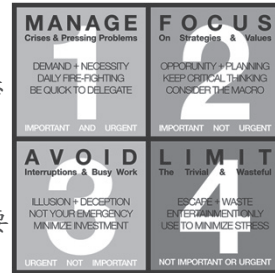 MANAGE
Crises & Pressing Problems
DEMAND + NECESSITY
DAILY FIRE-FIGHTING
BE QUICK TO DELEGATE
1
IMPORTANT AND URGENT
FOCUS
On Strategies & Values
OPPORTUNITY + PLANNING
KEEP CRITICAL THINKING
CONSIDER THE MACRO
2
IMPORTANT NOT URGENT
AVOID
Interruptions & Busy Work
ILLUSION + DECEPTION
NOT YOUR EMERGENCY
MINIMIZE INVESTMENT
3
URGENT NOT IMPORTANT
LIMIT
The Trivial & Wasteful
ESCAPE + WASTE
ENTERTAINMENT ONLY
USE TO MINIMIZE STRESS
4
NOT IMPORTANT OR URGENT